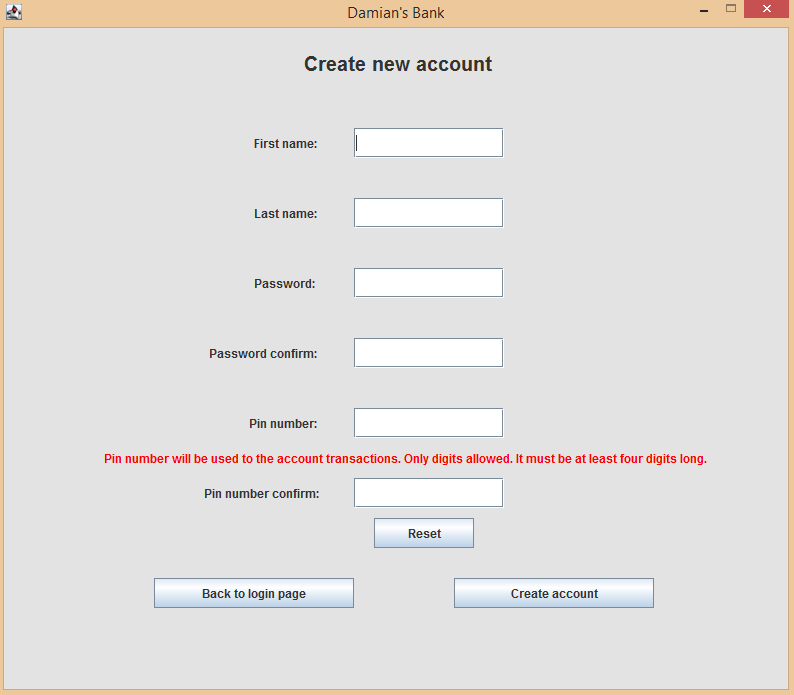 Damian's Bank
Create new account
First name:
Last name:
Password:
Password confirm:
Pin number:
Pin number will be used to the account transactions. Only digits allowed. It must be at least four digits long.
Pin number confirm:
Reset
Back to login page
Create account